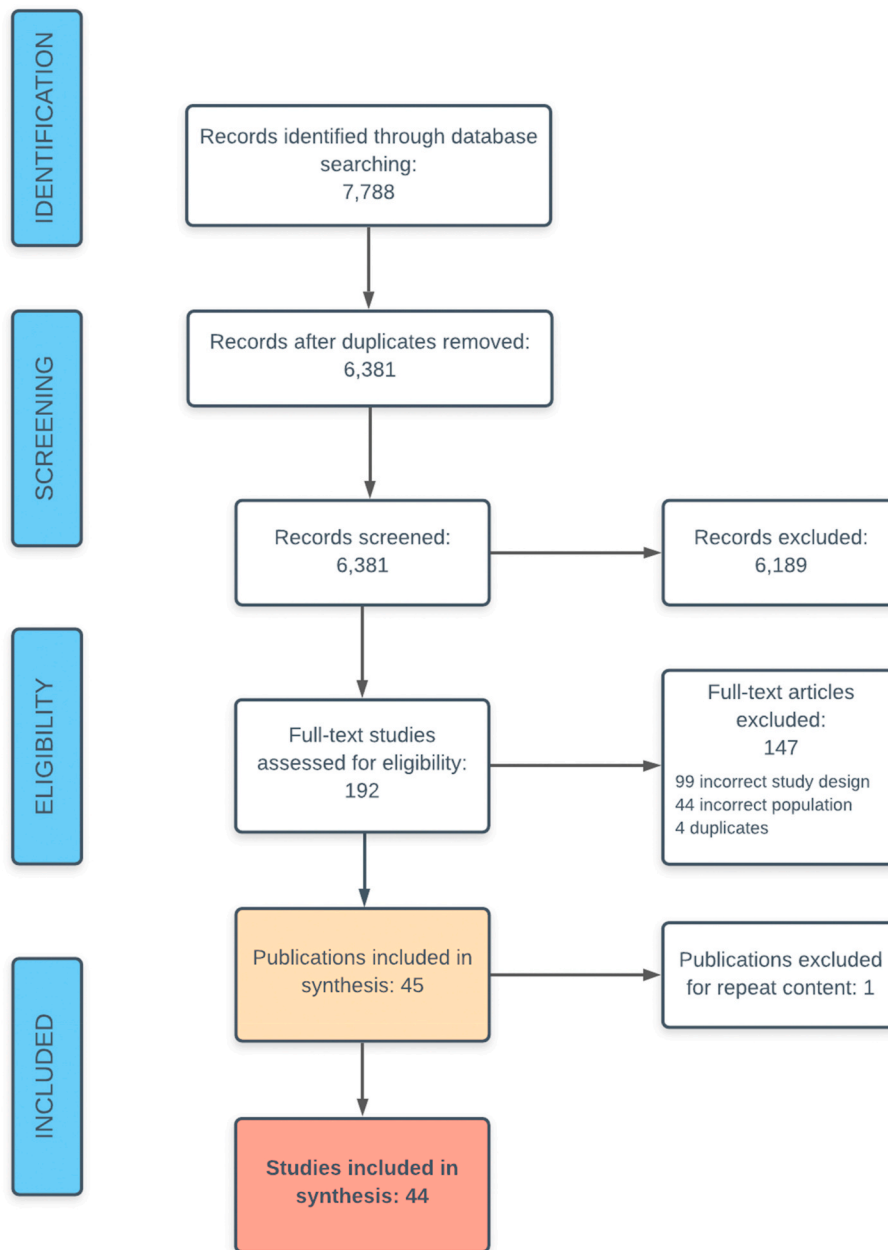 IDENTIFICATION
Records identified through database
searching:
7,788
SCREENING
Records after duplicates removed:
6,381
Records screened:
6,381
Records excluded:
6,189
ELIGIBILITY
Full-text studies
assessed for eligibility:
192
Full-text articles
excluded:
147
99 incorrect study design
44 incorrect population
4 duplicates
INCLUDED
Publications included in
synthesis: 45
Publications excluded
for repeat content: 1
Studies included in
synthesis: 44